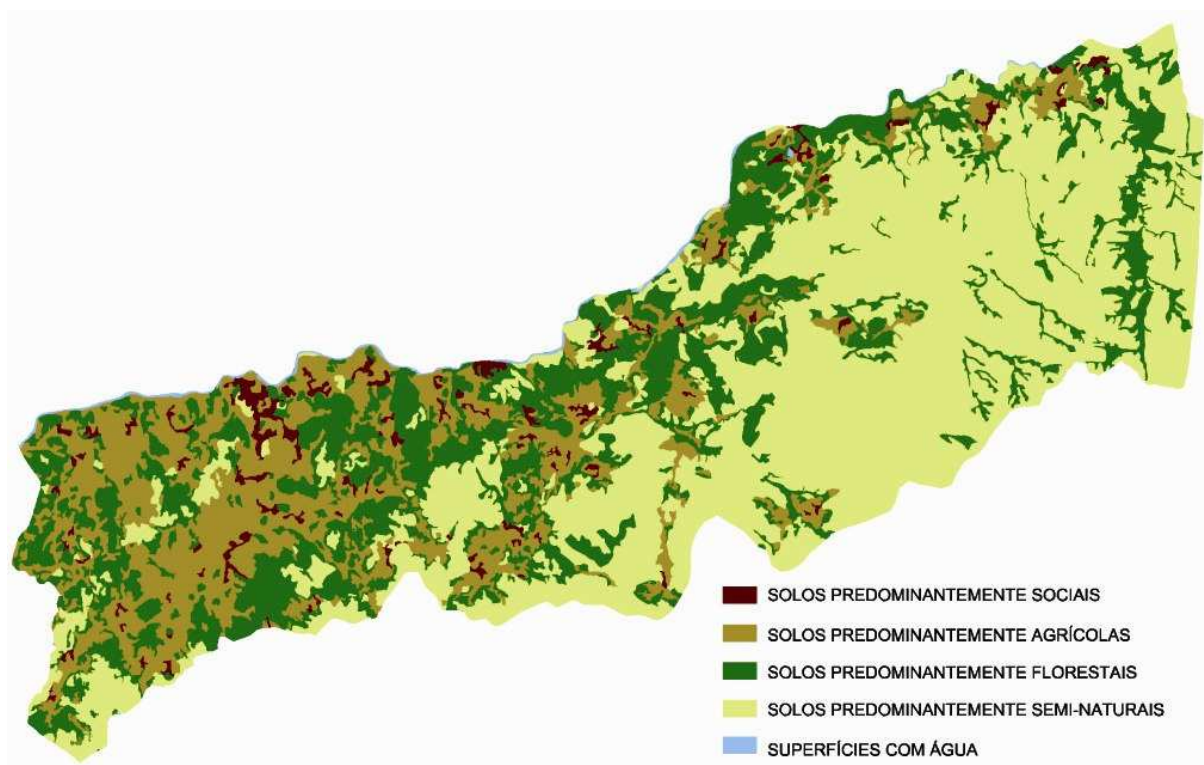 SOLOS PREDOMINANTEMENTE SOCIAIS
SOLOS PREDOMINANTEMENTE AGRÍCOLAS
SOLOS PREDOMINANTEMENTE FLORESTAIS
SOLOS PREDOMINANTEMENTE SEMI-NATURAIS
SUPERFÍCIES COM ÁGUA